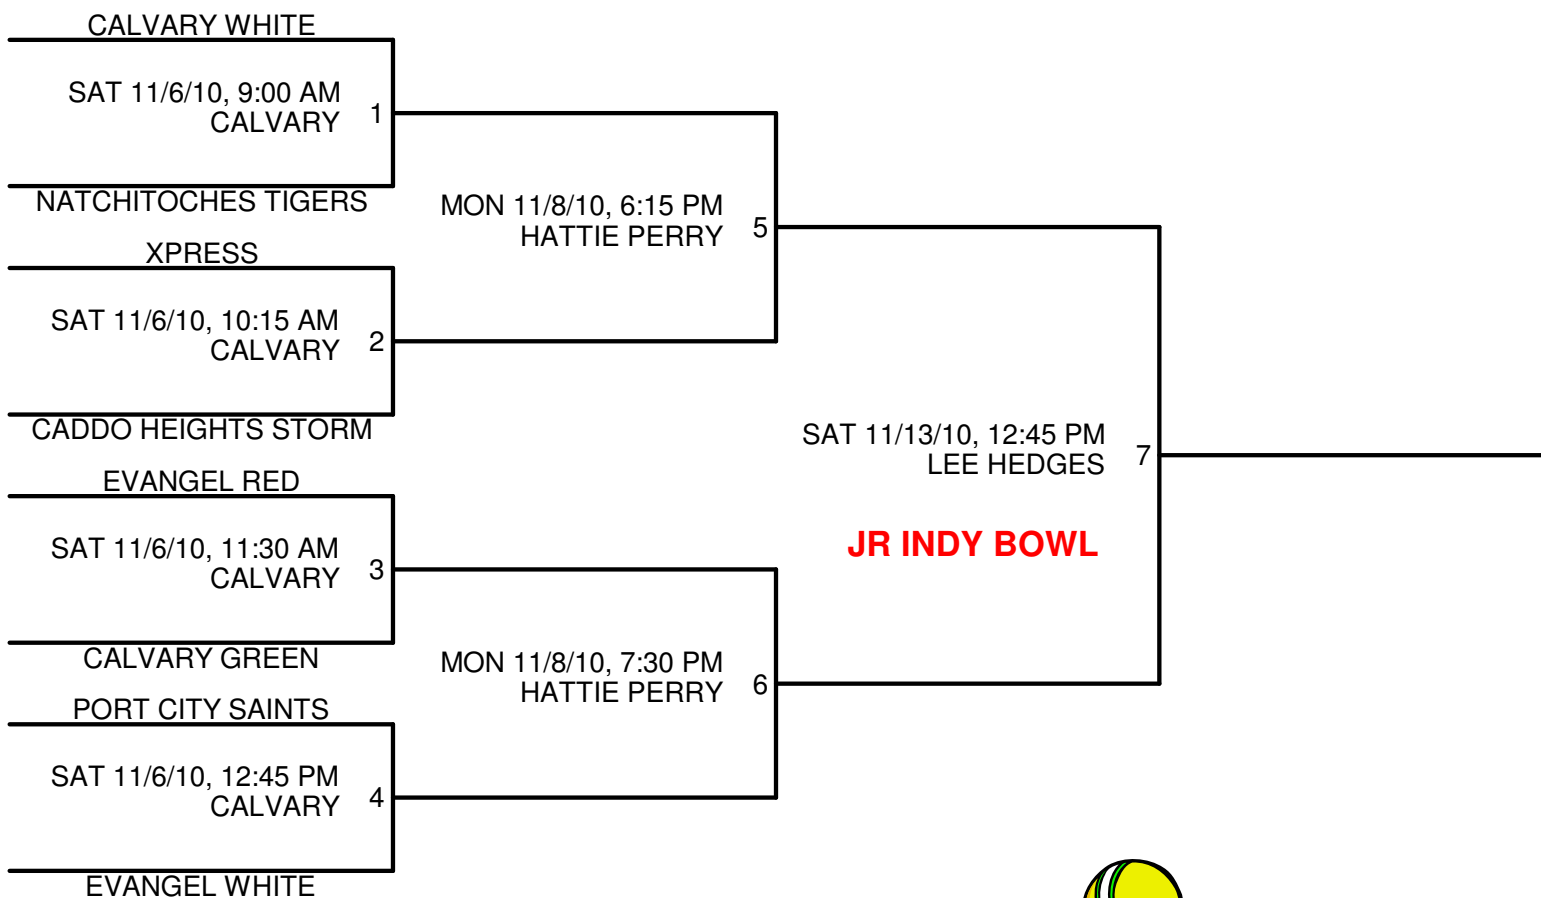 CALVARY WHITE
SAT 11/6/10, 9:00 AM
CALVARY
1
NATCHITOCHES TIGERS
XPRESS
SAT 11/6/10, 10:15 AM
CALVARY
2
CADDO HEIGHTS STORM
MON 11/8/10, 6:15 PM
HATTIE PERRY
5
EVANGEL RED
SAT 11/6/10, 11:30 AM
CALVARY
3
CALVARY GREEN
PORT CITY SAINTS
SAT 11/6/10, 12:45 PM
CALVARY
4
EVANGEL WHITE
MON 11/8/10, 7:30 PM
HATTIE PERRY
6
SAT 11/13/10, 12:45 PM
LEE HEDGES
7
JR INDY BOWL